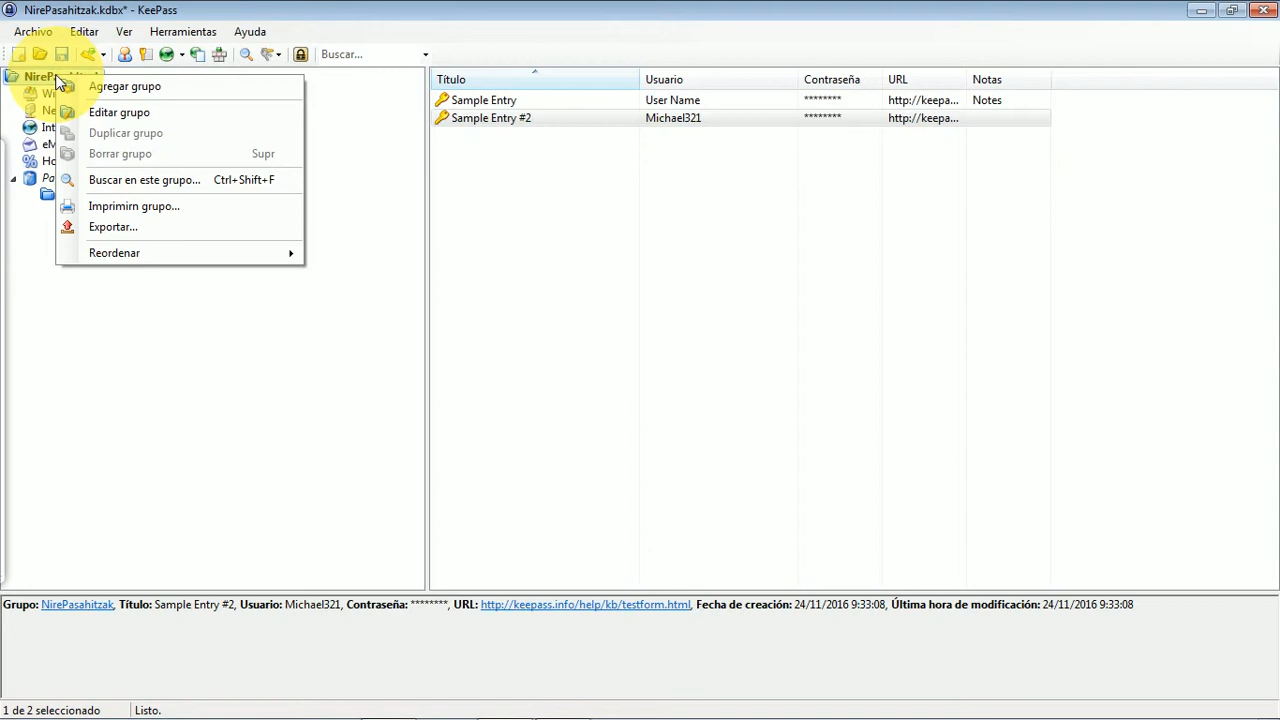 NirePasahitzak.kdbx* - KeePass
Archivo Editar Ver Herramientas Ayuda
Buscar...
Agregar grupo
Editar grupo
Duplicar grupo
Borrar grupo Supr
Buscar en este grupo... Ctrl+Shift+F
Imprimirn grupo...
Exportar...
Reordenar
Título Usuario Contraseña URL Notas
Sample Entry User Name ******** http://keepa... Notes
Sample Entry #2 Michael321 ******** http://keepa...
Grupo: NirePasahitzak, Título: Sample Entry #2, Usuario: Michael321, Contraseña: ********, URL: http://keepass.info/help/kb/testform.html, Fecha de creación: 24/11/2016 9:33:08, Última hora de modificación: 24/11/2016 9:33:08
1 de 2 seleccionado Listo.